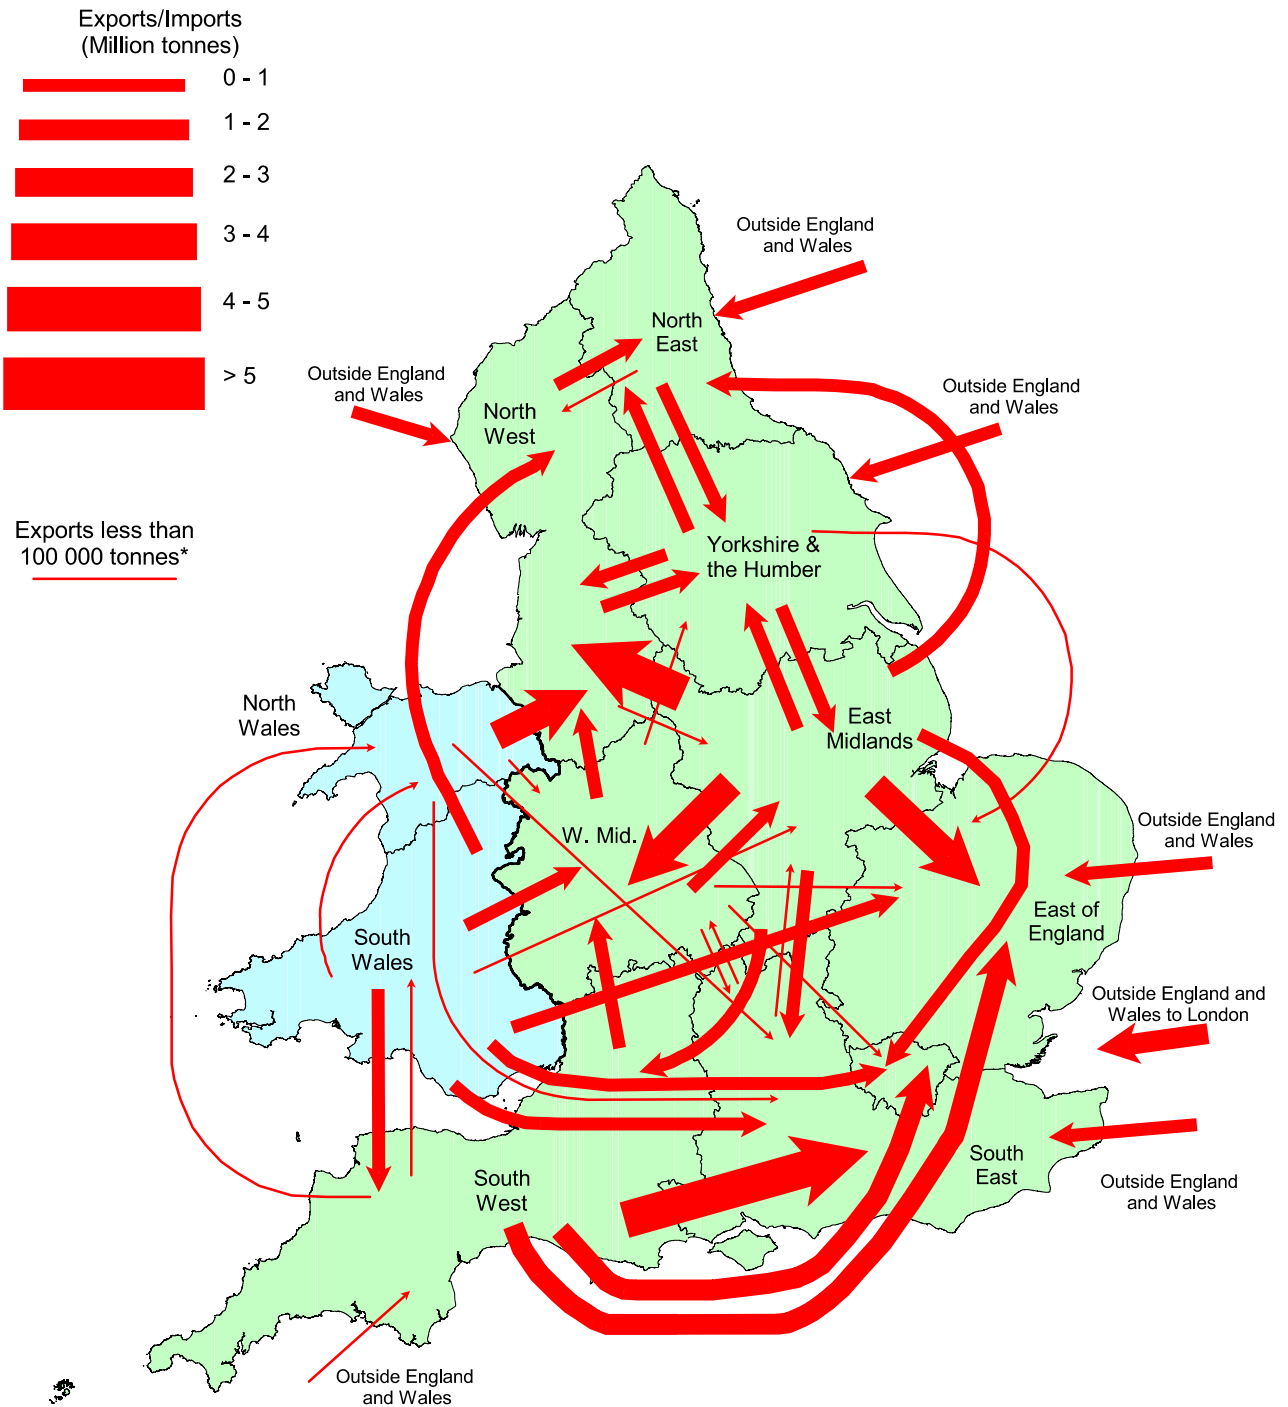 Exports/Imports
(Million tonnes)
0 - 1
1 - 2
2 - 3
3 - 4
4 - 5
> 5
Exports less than
100 000 tonnes*
Outside England
and Wales
North
East
Outside England
and Wales
Outside England
and Wales
North
West
Yorkshire &
the Humber
North
Wales
East
Midlands
W. Mid.
Outside England
and Wales
East of
England
South
Wales
Outside England and
Wales to London
South
East
South
West
Outside England
and Wales
Outside England
and Wales